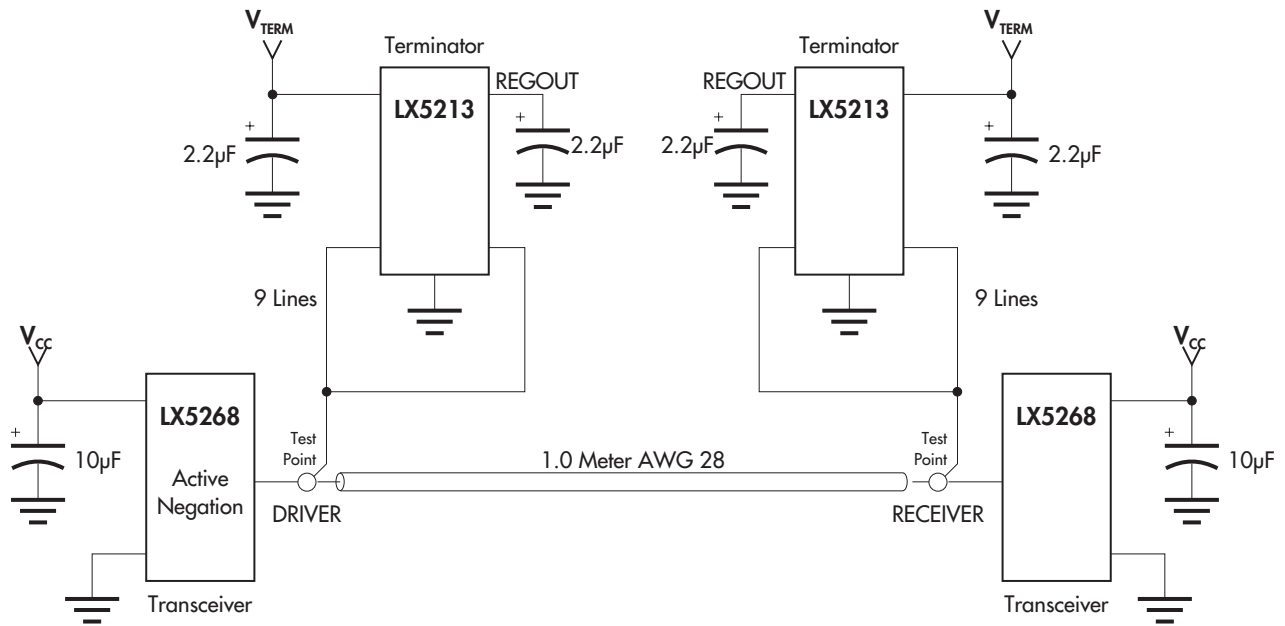 VTERM
Terminator
LX5213
REGOUT
2.2µF
2.2µF
9 Lines
VTERM
Terminator
REGOUT
LX5213
2.2µF
2.2µF
9 Lines
VCC
LX5268
Active
Negation
10µF
Transceiver
Test
Point
DRIVER
1.0 Meter AWG 28
Test
Point
RECEIVER
VCC
LX5268
10µF
Transceiver